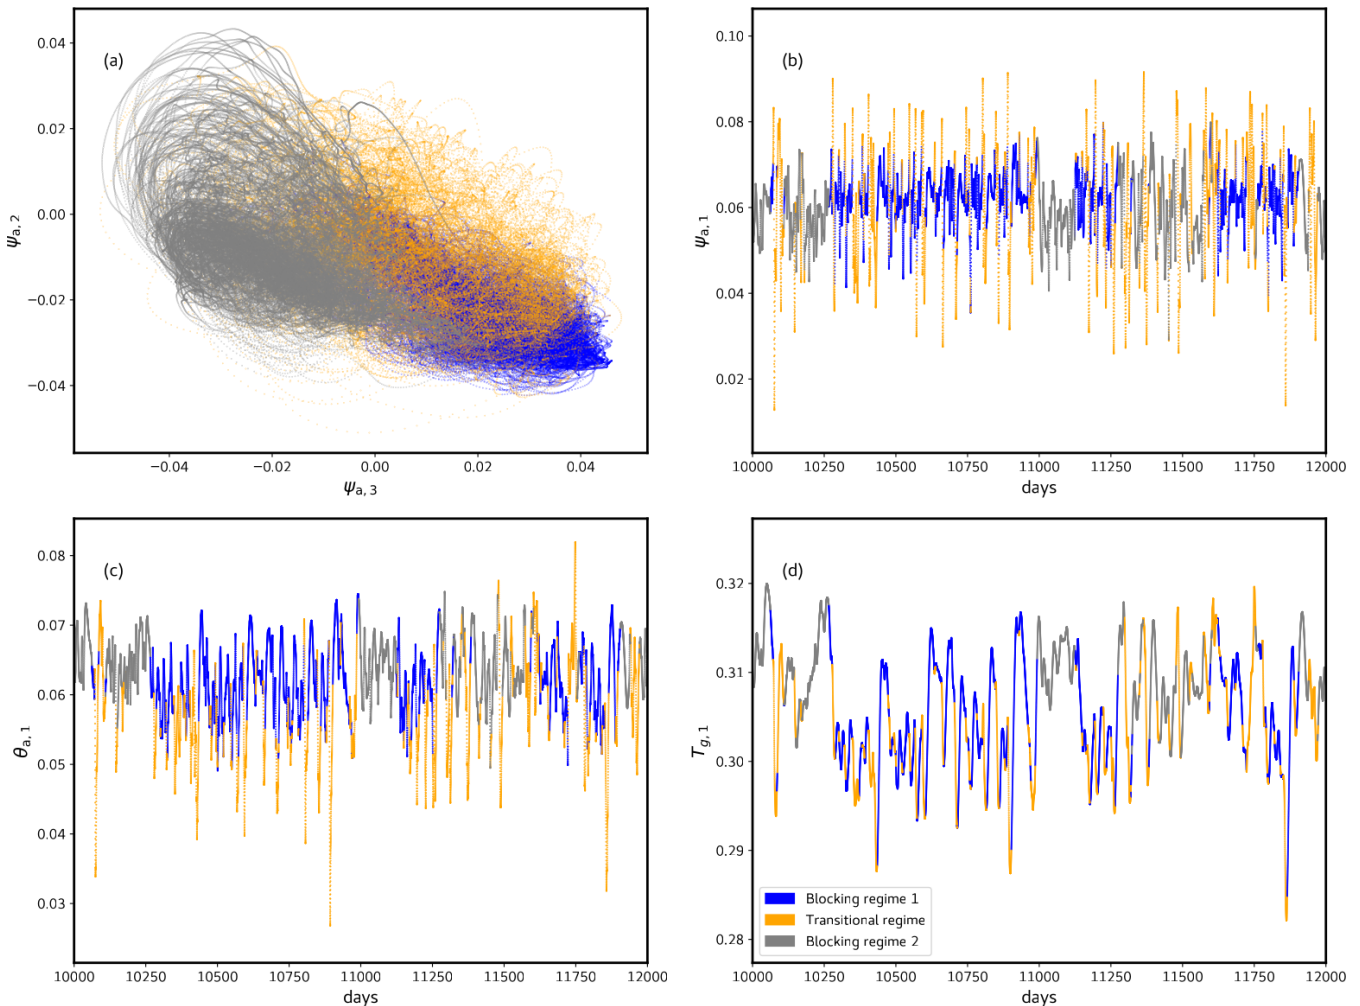 (a)
0.04
0.02
0.00
−0.02
−0.04
ψa, 2
−0.04 −0.02 0.00 0.02 0.04
ψa, 3
(b)
0.10
0.08
0.06
0.04
0.02
ψa, 1
10000 10250 10500 10750 11000 11250 11500 11750 12000
days
(c)
0.08
0.07
0.06
0.05
0.04
0.03
θa, 1
10000 10250 10500 10750 11000 11250 11500 11750 12000
days
(d)
0.32
0.31
0.30
0.29
0.28
Tg, 1
Blocking regime 1
Transitional regime
Blocking regime 2
10000 10250 10500 10750 11000 11250 11500 11750 12000
days